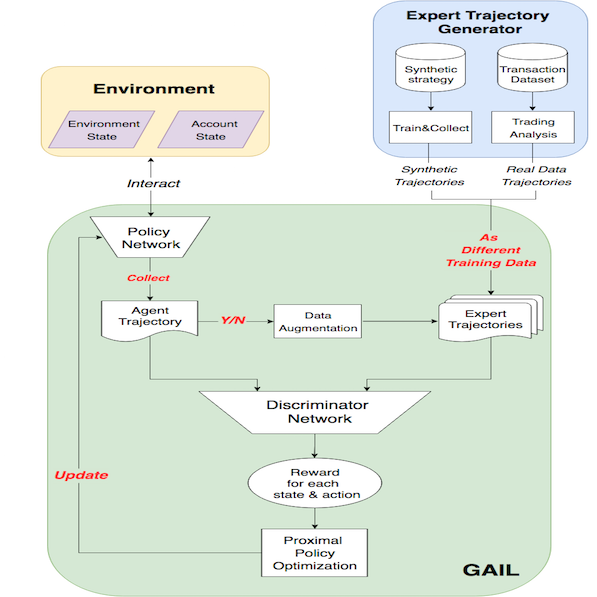 Expert Trajectory
Generator
Synthetic
strategy
Transaction
Dataset
Train&Collect
Trading
Analysis
Synthetic
Trajectories
Real Data
Trajectories
Environment
Environment
State
Account
State
Interact
Policy
Network
Collect
As
Different
Training Data
Agent
Trajectory
Y/N
Data
Augmentation
Expert
Trajectories
Discriminator
Network
Update
Reward
for each
state & action
Proximal
Policy
Optimization
GAIL